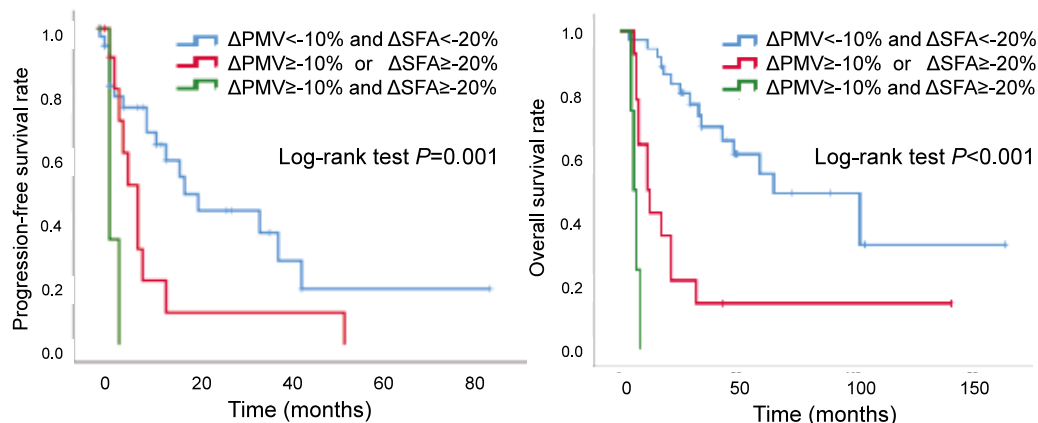 Progression-free survival rate
1.0
0.8
0.6
0.4
0.2
0.0
ΔPMV<-10% and ΔSFA<-20%
ΔPMV≥-10% or ΔSFA≥-20%
ΔPMV≥-10% and ΔSFA≥-20%
Log-rank test P=0.001
0 20 40 60 80
Time (months)
Overall survival rate
1.0
0.8
0.6
0.4
0.2
0.0
ΔPMV<-10% and ΔSFA<-20%
ΔPMV≥-10% or ΔSFA≥-20%
ΔPMV≥-10% and ΔSFA≥-20%
Log-rank test P<0.001
0 50 100 150
Time (months)